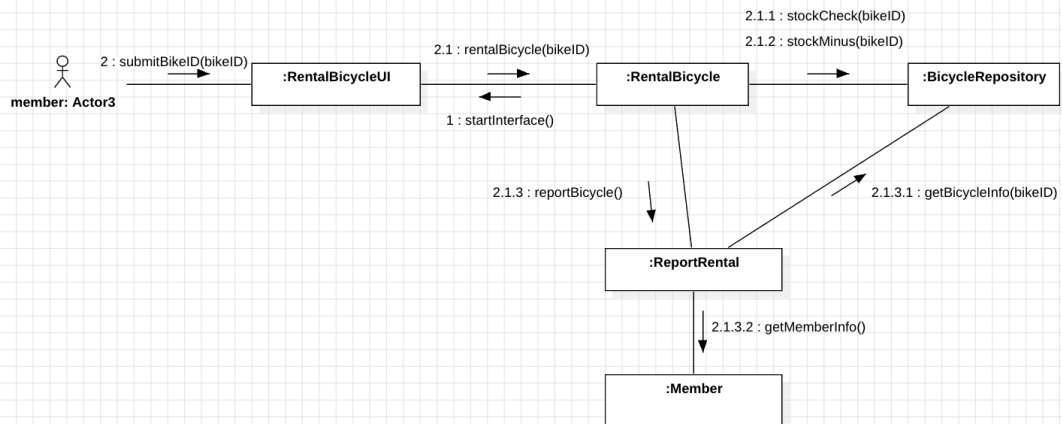 2.1.1 : stockCheck(bikeID)
2.1.2 : stockMinus(bikeID)
2 : submitBikeID(bikeID)
2.1 : rentalBicycle(bikeID)
:RentalBicycleUI
:RentalBicycle
:BicycleRepository
member: Actor3
1 : startInterface()
2.1.3 : reportBicycle()
2.1.3.1 : getBicycleInfo(bikeID)
:ReportRental
2.1.3.2 : getMemberInfo()
:Member